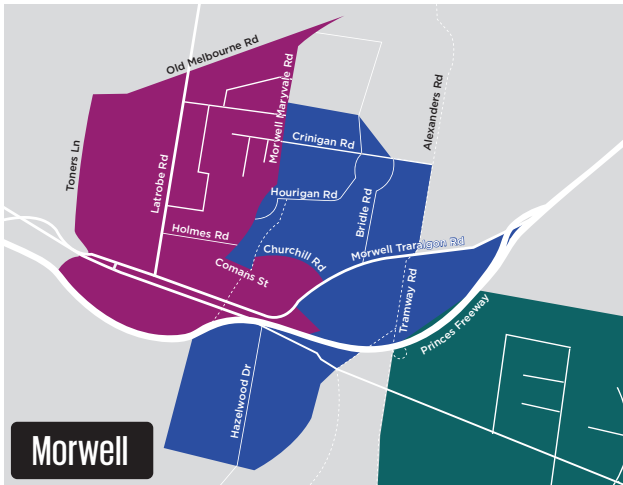 Old Melbourne Rd
Morwell Maryvale Rd
Alexanders Rd
Toners Ln
Latrobe Rd
Crinigan Rd
Hourigan Rd
Bridle Rd
Holmes Rd
Churchill Rd
Morwell Traralgon Rd
Comans St
Tramway Rd
Princes Freeway
Hazelwood Dr
Morwell